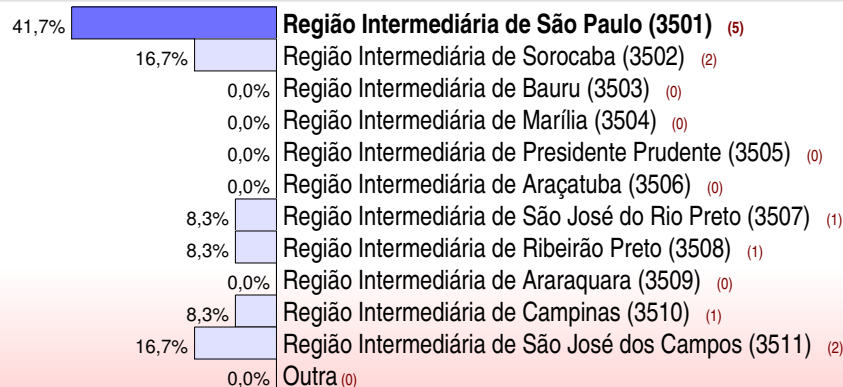 41,7% Região Intermediária de São Paulo (3501) (5)
16,7% Região Intermediária de Sorocaba (3502) (2)
0,0% Região Intermediária de Bauru (3503) (0)
0,0% Região Intermediária de Marília (3504) (0)
0,0% Região Intermediária de Presidente Prudente (3505) (0)
0,0% Região Intermediária de Araçatuba (3506) (0)
8,3% Região Intermediária de São José do Rio Preto (3507) (1)
8,3% Região Intermediária de Ribeirão Preto (3508) (1)
0,0% Região Intermediária de Araraquara (3509) (0)
8,3% Região Intermediária de Campinas (3510) (1)
16,7% Região Intermediária de São José dos Campos (3511) (2)
0,0% Outra (0)